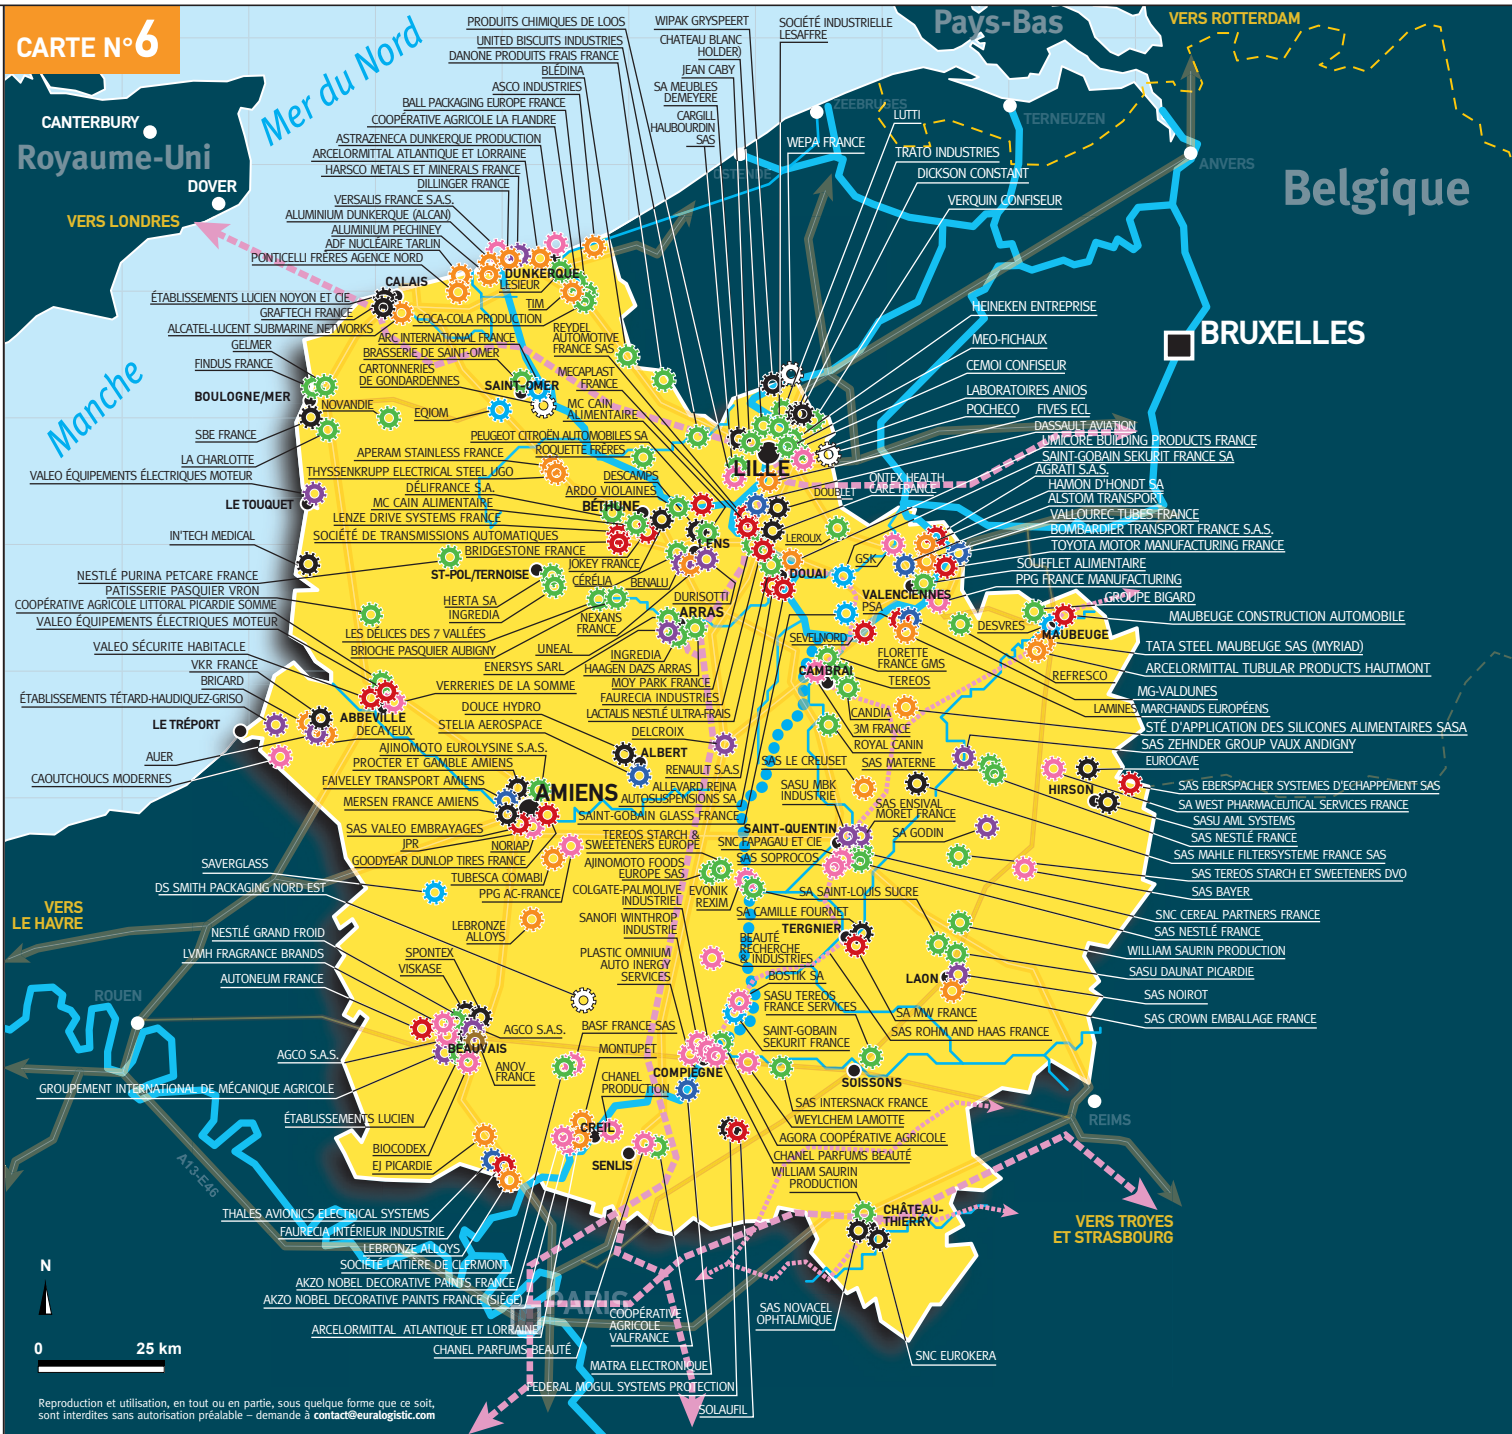 CARTE N°6
Mer du Nord
Manche
Royaume-Uni
Pays-Bas
Belgique
CANTERBURY
DOVER
VERS LONDRES
VERS ROTTERDAM
ZEEBRUGES
TERNEUZEN
OSTENDE
ANVERS
BRUXELLES
PRODUITS CHIMIQUES DE LOOS
UNITED BISCUITS INDUSTRIES
DANONE PRODUITS FRAIS FRANCE
BLÉDINA
ASCO INDUSTRIES
BALL PACKAGING EUROPE FRANCE
COOPÉRATIVE AGRICOLE LA FLANDRE
ASTRAZENECA DUNKERQUE PRODUCTION
ARCELORMITTAL ATLANTIQUE ET LORRAINE
HARSCO METALS ET MINERALS FRANCE
DILLINGER FRANCE
VERSALIS FRANCE S.A.S.
ALUMINIUM DUNKERQUE (ALCAN)
ALUMINIUM PECHINEY
ADF NUCLÉAIRE TARLIN
PONTICELLI FRÈRES AGENCE NORD
WIPAK GRYSPEERT
CHATEAU BLANC
HOLDER)
JEAN CABY
SA MEUBLES
DEMEYERE
CARGILL
HAUBOURDIN
SAS
SOCIÉTÉ INDUSTRIELLE
LESAFFRE
WEPA FRANCE
LUTTI
TRATO INDUSTRIES
DICKSON CONSTANT
VERQUIN CONFISEUR
HEINEKEN ENTREPRISE
MEO-FICHAUX
CEMOI CONFISEUR
LABORATOIRES ANIOS
POCHECO
FIVES ECL
DASSAULT AVIATION
UMICORE BUILDING PRODUCTS FRANCE
SAINT-GOBAIN SEKURIT FRANCE SA
AGRATI S.A.S.
HAMON D'HONDT SA
ALSTOM TRANSPORT
VALLOUREC TUBES FRANCE
BOMBARDIER TRANSPORT FRANCE S.A.S.
TOYOTA MOTOR MANUFACTURING FRANCE
SOUFFLET ALIMENTAIRE
PPG FRANCE MANUFACTURING
GROUPE BIGARD
MAUBEUGE CONSTRUCTION AUTOMOBILE
TATA STEEL MAUBEUGE SAS (MYRIAD)
ARCELORMITTAL TUBULAR PRODUCTS HAUTMONT
REFRESCO
MG-VALDUNES
LAMINES MARCHANDS EUROPÉENS
STÉ D'APPLICATION DES SILICONES ALIMENTAIRES SASA
SAS ZEHNDER GROUP VAUX ANDIGNY
EUROCAVE
SAS EBERSPACHER SYSTEMES D'ECHAPPEMENT SAS
SA WEST PHARMACEUTICAL SERVICES FRANCE
SASU AML SYSTEMS
SAS NESTLÉ FRANCE
SAS MAHLE FILTERSYSTEME FRANCE SAS
SAS TEREOS STARCH ET SWEETENERS DVO
SAS BAYER
SNC CEREAL PARTNERS FRANCE
SAS NESTLÉ FRANCE
WILLIAM SAURIN PRODUCTION
SASU DAUNAT PICARDIE
SAS NOIROT
SAS CROWN EMBALLAGE FRANCE
CALAIS
DUNKERQUE
LESIEUR
TIM
COCA-COLA PRODUCTION
ÉTABLISSEMENTS LUCIEN NOYON ET CIE
GRAFTECH FRANCE
ALCATEL-LUCENT SUBMARINE NETWORKS
GELMER
FINDUS FRANCE
BOULOGNE/MER
NOVANDIE
SBE FRANCE
LA CHARLOTTE
VALEO ÉQUIPEMENTS ÉLECTRIQUES MOTEUR
LE TOUQUET
IN'TECH MEDICAL
ARC INTERNATIONAL FRANCE
BRASSERIE DE SAINT-OMER
CARTONNERIES
DE GONDARDENNES
SAINT-OMER
EQIOM
REYDEL
AUTOMOTIVE
FRANCE SAS
MECAPLAST
FRANCE
MC CAIN
ALIMENTAIRE
PEUGEOT CITROËN AUTOMOBILES SA
ROQUETTE FRÈRES
APERAM STAINLESS FRANCE
THYSSENKRUPP ELECTRICAL STEEL UGO
DESCAMPS
DÉLIFRANCE S.A.
ARDO VIOLAINES
MC CAIN ALIMENTAIRE
BÉTHUNE
LENZE DRIVE SYSTEMS FRANCE
SOCIÉTÉ DE TRANSMISSIONS AUTOMATIQUES
BRIDGESTONE FRANCE
JOKEY FRANCE
LILLE
LENS
DOUBLET
ONTEX HEALTH
CARE FRANCE
LEROUX
DOUAI
GSK
VALENCIENNES
PSA
SEVELNORD
FLORETTE
FRANCE GMS
TEREOS
DESVRES
MAUBEUGE
ST-POL/TERNOISE
CÉRÉLIA
BENALU
DURISOTTI
HERTA SA
INGREDIA
NEXANS
FRANCE
ARRAS
NESTLÉ PURINA PETCARE FRANCE
PATISSERIE PASQUIER VRON
COOPÉRATIVE AGRICOLE LITTORAL PICARDIE SOMME
VALEO ÉQUIPEMENTS ÉLECTRIQUES MOTEUR
VALEO SÉCURITE HABITACLE
VKR FRANCE
BRICARD
ÉTABLISSEMENTS TÉTARD-HAUDIQUEZ-GRISO
LE TRÉPORT
AUER
CAOUTCHOUCS MODERNES
LES DÉLICES DES 7 VALLÉES
BRIOCHE PASQUIER AUBIGNY
UNEAL
ENERSYS SARL
VERRERIES DE LA SOMME
DOUCE HYDRO
STELIA AEROSPACE
INGREDIA
HAAGEN DAZS ARRAS
MOY PARK FRANCE
FAURECIA INDUSTRIES
LACTALIS NESTLÉ ULTRA-FRAIS
DELCROIX
CAMBRAI
CANDIA
3M FRANCE
ROYAL CANIN
ABBEVILLE
DECAYEUX
AJINOMOTO EUROLYSINE S.A.S.
PROCTER ET GAMBLE AMIENS
FAIVELEY TRANSPORT AMIENS
MERSEN FRANCE AMIENS
AMIENS
SAS VALEO EMBRAYAGES
JPR
NORIAP
GOODYEAR DUNLOP TIRES FRANCE
TUBESCA COMABI
PPG AC-FRANCE
ALBERT
RENAULT S.A.S
ALLEVARD REJNA
AUTOSUSPENSIONS SA
SAINT-GOBAIN GLASS FRANCE
TEREOS STARCH &
SWEETENERS EUROPE
AJINOMOTO FOODS
EUROPE SAS
COLGATE-PALMOLIVE
INDUSTRIEL
EVONIK
REXIM
SANOFI WINTHROP
INDUSTRIE
PLASTIC OMNIUM
AUTO INERGY
SERVICES
SAS LE CREUSET
SAS MATERNE
SASU MBK
INDUSTRIE
SAS ENSIVAL
MORET FRANCE
SAINT-QUENTIN
SNC FAPAGAU ET CIE
SAS SOPROCOS
SA GODIN
HIRSON
SA SAINT-LOUIS SUCRE
SA CAMILLE FOURNET
TERGNIER
BEAUTÉ
RECHERCHE
& INDUSTRIES
BOSTIK SA
LAON
SASU TEREOS
FRANCE SERVICES
SA MW FRANCE
SAINT-GOBAIN
SEKURIT FRANCE
SAS ROHM AND HAAS FRANCE
SAVERGLASS
DS SMITH PACKAGING NORD EST
VERS
LE HAVRE
NESTLÉ GRAND FROID
LVMH FRAGRANCE BRANDS
AUTONEUM FRANCE
ROUEN
LEBRONZE
ALLOYS
SPONTEX
VISKASE
AGCO S.A.S.
BEAUVAIS
ANOV
FRANCE
BASF FRANCE SAS
MONTUPET
CHANEL
PRODUCTION
COMPIÈGNE
SOISSONS
AGCO S.A.S.
GROUPEMENT INTERNATIONAL DE MÉCANIQUE AGRICOLE
ÉTABLISSEMENTS LUCIEN
BIOCODEX
EJ PICARDIE
CREIL
SENLIS
SAS INTERSNACK FRANCE
WEYLCHEM LAMOTTE
AGORA COOPÉRATIVE AGRICOLE
CHANEL PARFUMS BEAUTÉ
WILLIAM SAURIN
PRODUCTION
CHÂTEAU-
THIERRY
REIMS
VERS TROYES
ET STRASBOURG
A13-E46
THALES AVIONICS ELECTRICAL SYSTEMS
FAURECIA INTÉRIEUR INDUSTRIE
LEBRONZE ALLOYS
SOCIÉTÉ LAITIÈRE DE CLERMONT
AKZO NOBEL DECORATIVE PAINTS FRANCE
AKZO NOBEL DECORATIVE PAINTS FRANCE (SIÈGE)
ARCELORMITTAL ATLANTIQUE ET LORRAINE
CHANEL PARFUMS BEAUTÉ
PARIS
COOPÉRATIVE
AGRICOLE
VALFRANCE
MATRA ELECTRONIQUE
FEDERAL MOGUL SYSTEMS PROTECTION
SOLAUFIL
SAS NOVACEL
OPHTALMIQUE
SNC EUROKERA
N
0 25 km
Reproduction et utilisation, en tout ou en partie, sous quelque forme que ce soit,
sont interdites sans autorisation préalable – demande à contact@euralogistic.com